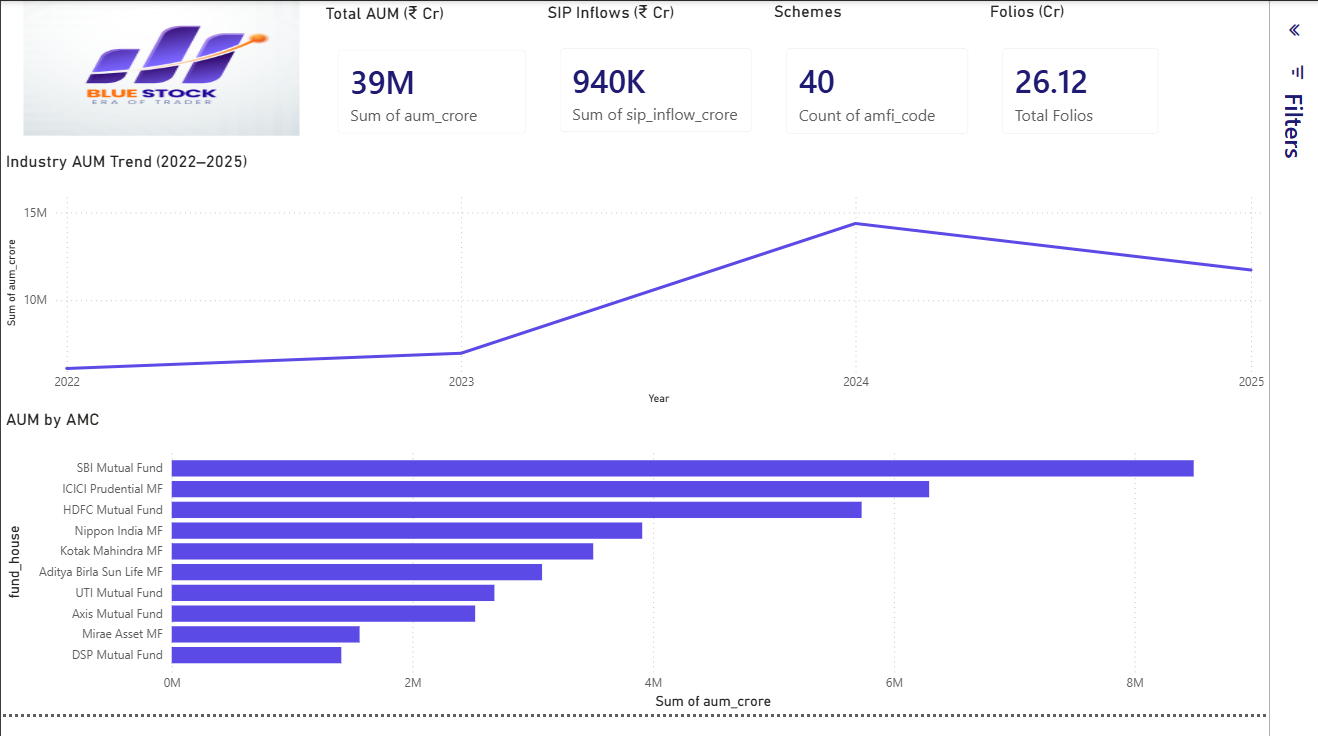 Total AUM (₹ Cr)
SIP Inflows (₹ Cr)
Schemes
Folios (Cr)
BLUE STOCK
ERA OF TRADER
39M
Sum of aum_crore
940K
Sum of sip_inflow_crore
40
Count of amfi_code
26.12
Total Folios
Filters
Industry AUM Trend (2022–2025)
15M
10M
Sum of aum_crore
2022
2023
2024
2025
Year
AUM by AMC
fund_house
SBI Mutual Fund
ICICI Prudential MF
HDFC Mutual Fund
Nippon India MF
Kotak Mahindra MF
Aditya Birla Sun Life MF
UTI Mutual Fund
Axis Mutual Fund
Mirae Asset MF
DSP Mutual Fund
0M
2M
4M
6M
8M
Sum of aum_crore